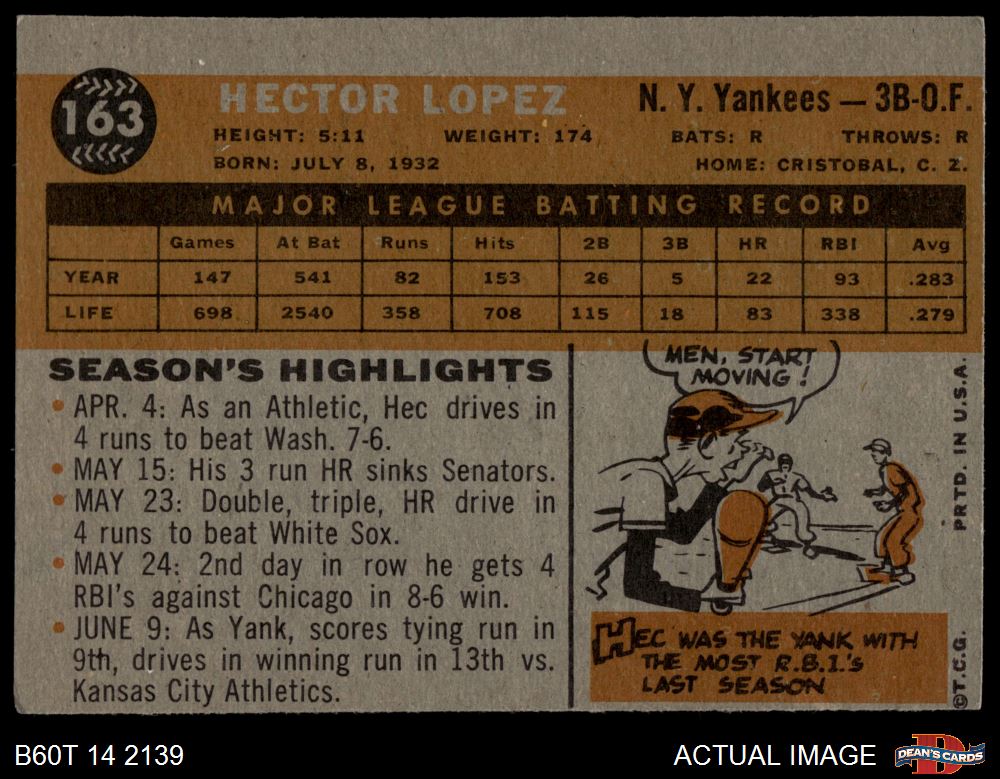 163
HECTOR LOPEZ
N. Y. Yankees — 3B-O.F.
HEIGHT: 5:11 WEIGHT: 174 BATS: R THROWS: R
BORN: JULY 8, 1932 HOME: CRISTOBAL, C. Z.
MAJOR LEAGUE BATTING RECORD
Games At Bat Runs Hits 2B 3B HR RBI Avg
YEAR 147 541 82 153 26 5 22 93 .283
LIFE 698 2540 358 708 115 18 83 338 .279
SEASON'S HIGHLIGHTS
• APR. 4: As an Athletic, Hec drives in
4 runs to beat Wash. 7-6.
• MAY 15: His 3 run HR sinks Senators.
• MAY 23: Double, triple, HR drive in
4 runs to beat White Sox.
• MAY 24: 2nd day in row he gets 4
RBI's against Chicago in 8-6 win.
• JUNE 9: As Yank, scores tying run in
9th, drives in winning run in 13th vs.
Kansas City Athletics.
MEN, START
MOVING!
HEC WAS THE YANK WITH
THE MOST R.B.I.'s
LAST SEASON
PRTD. IN U.S.A.
©T.C.G.
B60T 14 2139
ACTUAL IMAGE
DEAN'S CARDS